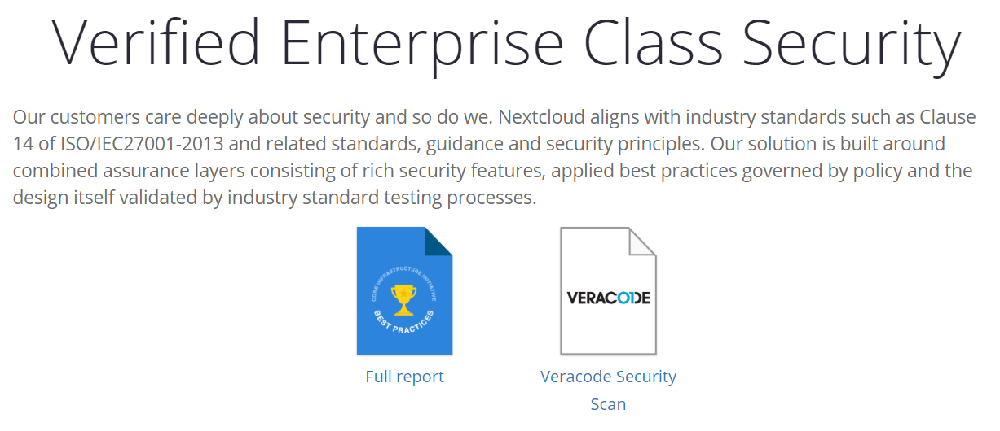 Verified Enterprise Class Security
Our customers care deeply about security and so do we. Nextcloud aligns with industry standards such as Clause
14 of ISO/IEC27001-2013 and related standards, guidance and security principles. Our solution is built around
combined assurance layers consisting of rich security features, applied best practices governed by policy and the
design itself validated by industry standard testing processes.
CORE INFRASTRUCTURE INITIATIVE
BEST PRACTICES
VERACODE
Full report
Veracode Security
Scan